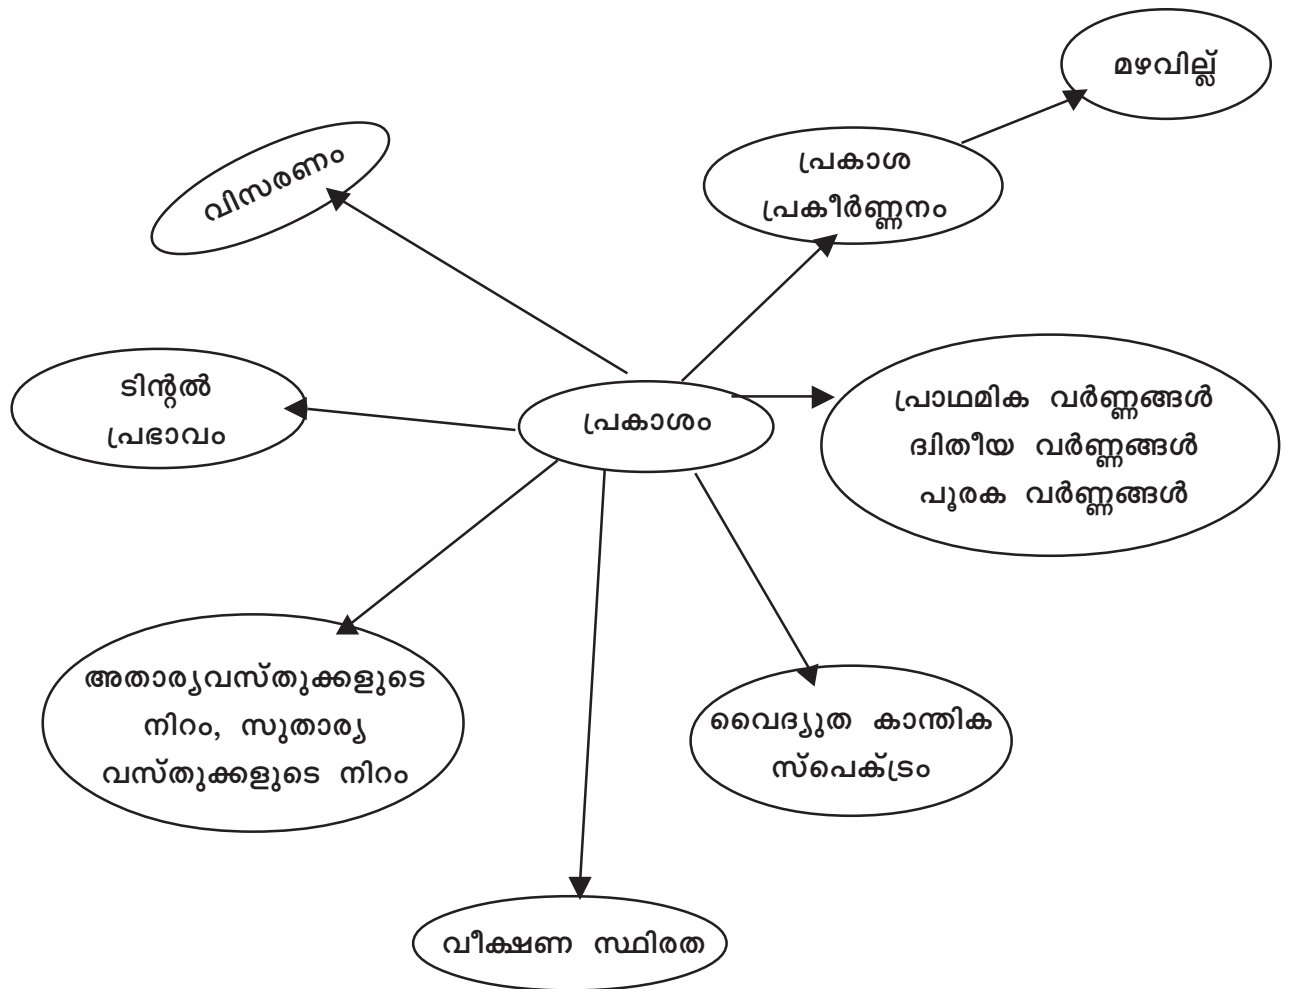 മഴവില്ല്
പ്രകാശ
പ്രകീർണ്ണനം
വിസരണം
ടിന്റൽ
പ്രഭാവം
പ്രകാശം
പ്രാഥമിക വർണ്ണങ്ങൾ
ദ്വിതീയ വർണ്ണങ്ങൾ
പൂരക വർണ്ണങ്ങൾ
അതാര്യവസ്തുക്കളുടെ
നിറം, സുതാര്യ
വസ്തുക്കളുടെ നിറം
വൈദ്യുത കാന്തിക
സ്പെക്ട്രം
വീക്ഷണ സ്ഥിരത